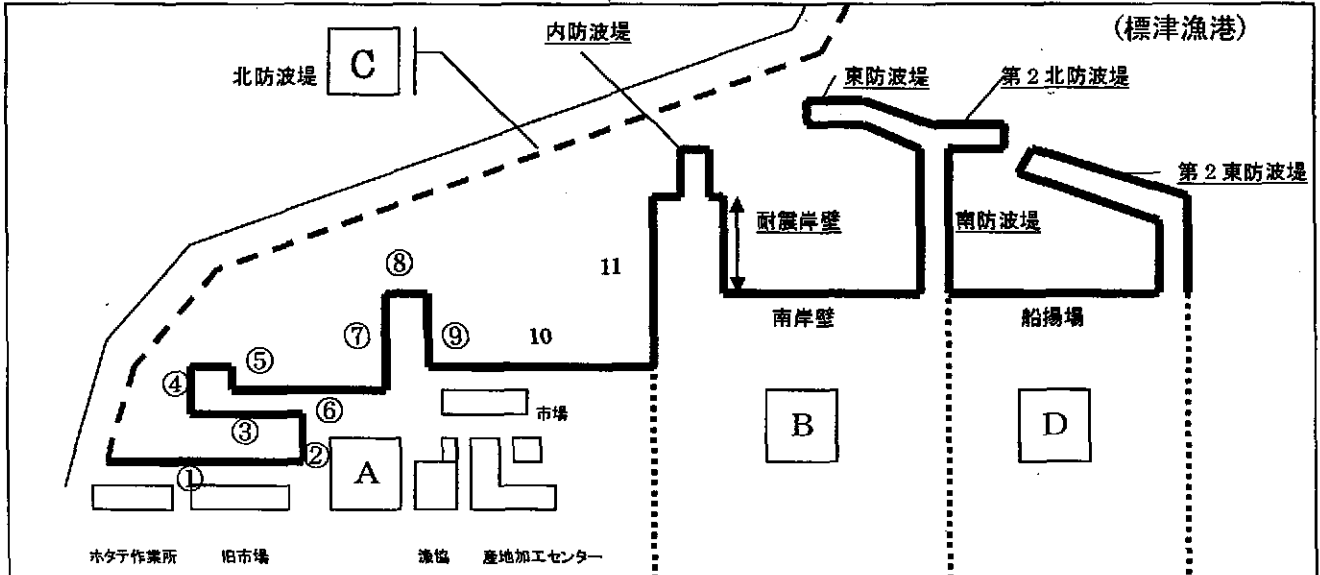 (標津漁港)
内防波堤
北防波堤
C
東防波堤
第2北防波堤
第2東防波堤
耐震岸壁
南防波堤
⑧
11
南岸壁
船揚場
⑦
⑨
10
⑤
④
⑥
③
市場
B
D
②
A
①
ホタテ作業所
旧市場
漁協
産地加工センター